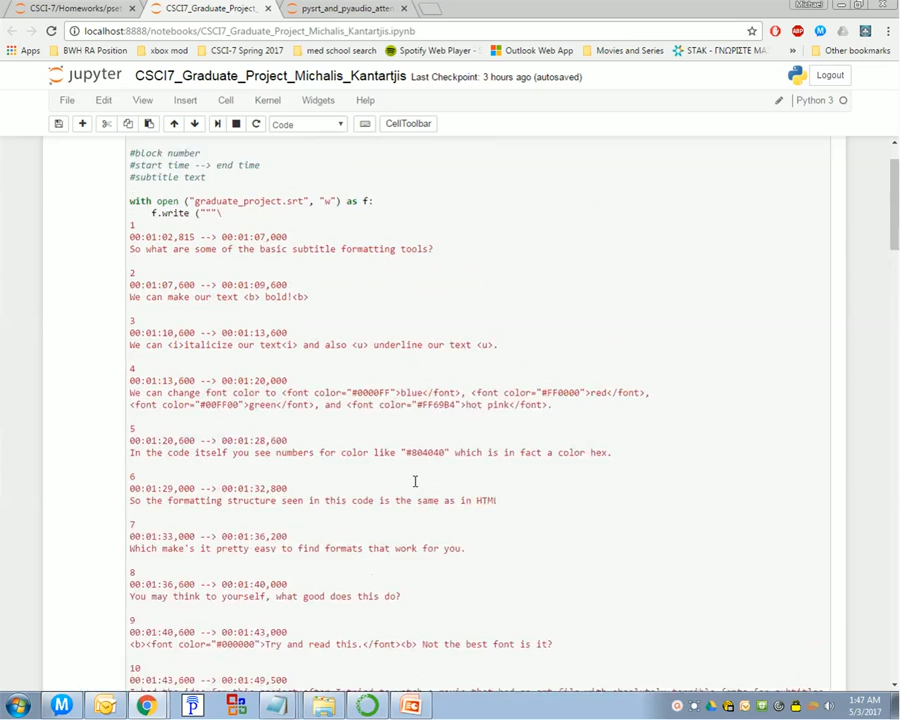 Michael
CSCI-7/Homeworks/pset
CSCI7_Graduate_Project_
pysrt_and_pyaudio_atten
localhost:8888/notebooks/CSCI7_Graduate_Project_Michalis_Kantartjis.ipynb
Apps BWH RA Position xbox mod CSCI-7 Spring 2017 med school search Spotify Web Player - Outlook Web App Movies and Series STAK - ΓΝΩΡΙΣΤΕ ΜΑΣ » Other bookmarks
jupyter CSCI7_Graduate_Project_Michalis_Kantartjis Last Checkpoint: 3 hours ago (autosaved) Logout
File Edit View Insert Cell Kernel Widgets Help Python 3
Code CellToolbar
#block number
#start time --> end time
#subtitle text
with open ("graduate_project.srt", "w") as f:
f.write ("""\
1
00:01:02,815 --> 00:01:07,000
So what are some of the basic subtitle formatting tools?
2
00:01:07,600 --> 00:01:09,600
We can make our text <b> bold!<b>
3
00:01:10,600 --> 00:01:13,600
We can <i>italicize our text<i> and also <u> underline our text <u>.
4
00:01:13,600 --> 00:01:20,000
We can change font color to <font color="#0000FF">blue</font>, <font color="#FF0000">red</font>,
<font color="#00FF00">green</font>, and <font color="#FF69B4">hot pink</font>.
5
00:01:20,600 --> 00:01:28,600
In the code itself you see numbers for color like "#804040" which is in fact a color hex.
6
00:01:29,000 --> 00:01:32,800
So the formatting structure seen in this code is the same as in HTML
7
00:01:33,000 --> 00:01:36,200
Which make's it pretty easy to find formats that work for you.
8
00:01:36,600 --> 00:01:40,000
You may think to yourself, what good does this do?
9
00:01:40,600 --> 00:01:43,000
<b><font color="#000000">Try and read this.</font><b> Not the best font is it?
10
00:01:43,600 --> 00:01:49,500
1:47 AM
5/3/2017